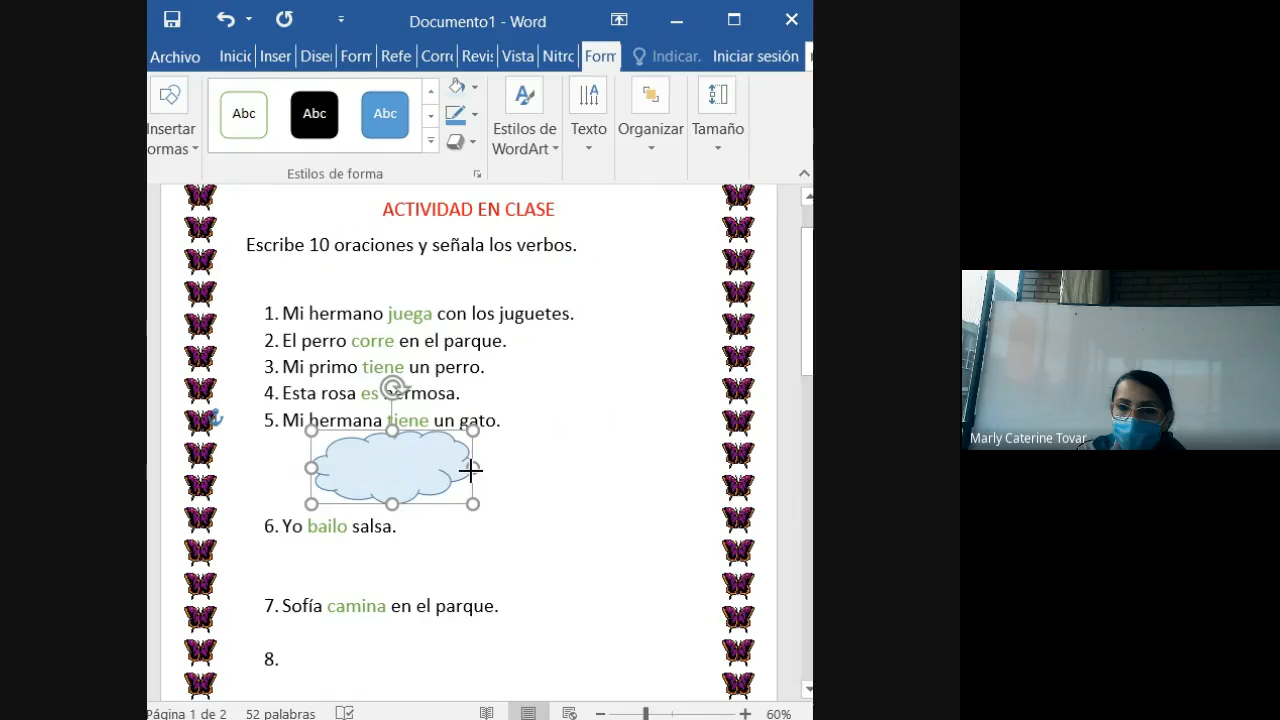 Documento1 - Word
Archivo Inicio Inser Diseñ Form Refe Corre Revis Vista Nitro Form Indicar. Iniciar sesión
Abc Abc Abc
Insertar ormas
Estilos de WordArt
Texto
Organizar
Tamaño
Estilos de forma
ACTIVIDAD EN CLASE
Escribe 10 oraciones y señala los verbos.
1. Mi hermano juega con los juguetes.
2. El perro corre en el parque.
3. Mi primo tiene un perro.
4. Esta rosa es hermosa.
5. Mi hermana tiene un gato.
6. Yo bailo salsa.
7. Sofía camina en el parque.
8.
Marly Caterine Tovar
Página 1 de 2 52 palabras 60%